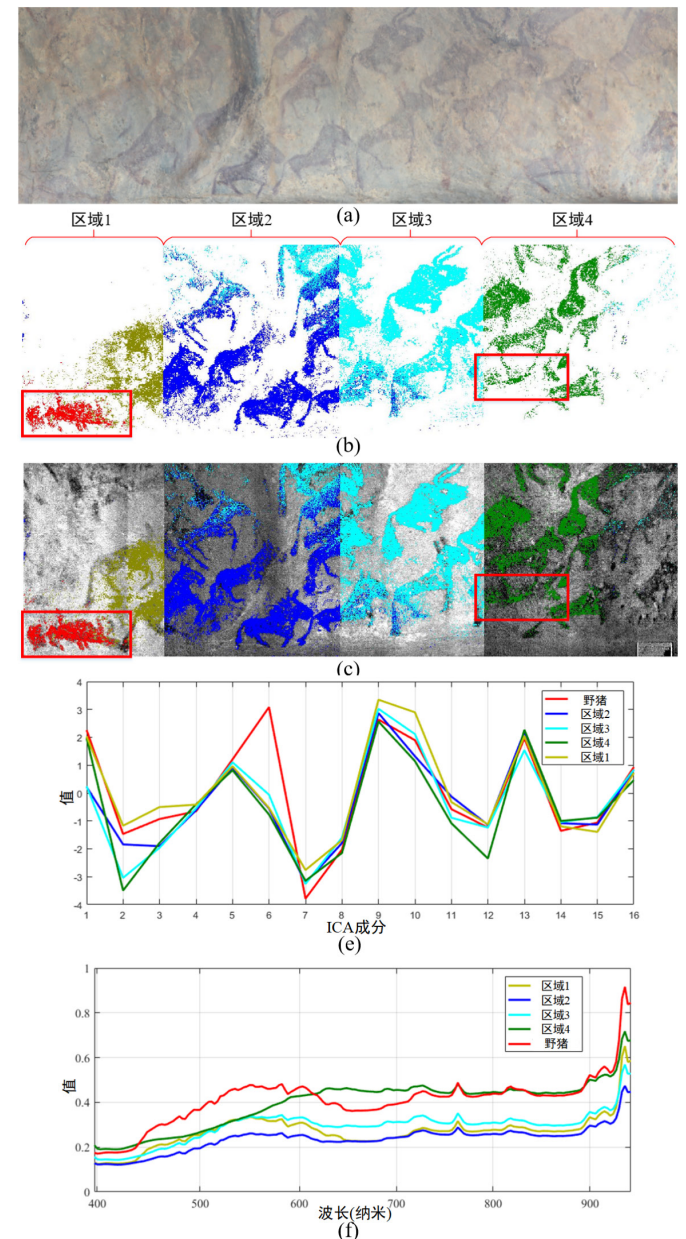 (a)
区域1 区域2 区域3 区域4
(b)
(c)
4
3
2
1
0
-1
-2
-3
-4
值
野猪
区域2
区域3
区域4
区域1
1 2 3 4 5 6 7 8 9 10 11 12 13 14 15 16
ICA成分
(e)
1
0.8
0.6
0.4
0.2
0
值
区域1
区域2
区域3
区域4
野猪
400 500 600 700 800 900
波长(纳米)
(f)